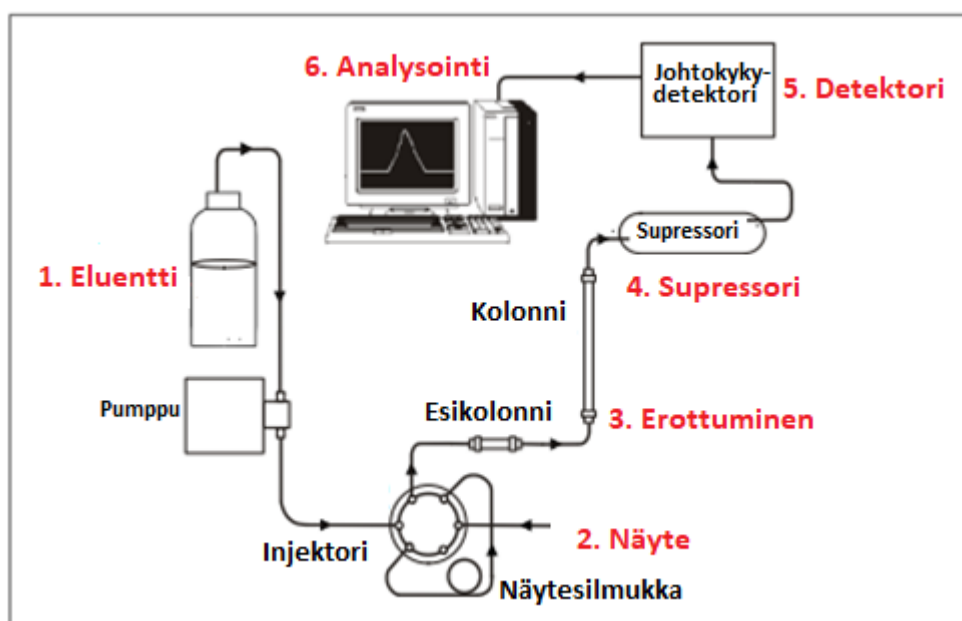 6. Analysointi
Johtokyky-
detektori
5. Detektori
1. Eluentti
Supressori
4. Supressori
Kolonni
Pumppu
Esikolonni
3. Erottuminen
Injektori
2. Näyte
Näytesilmukka